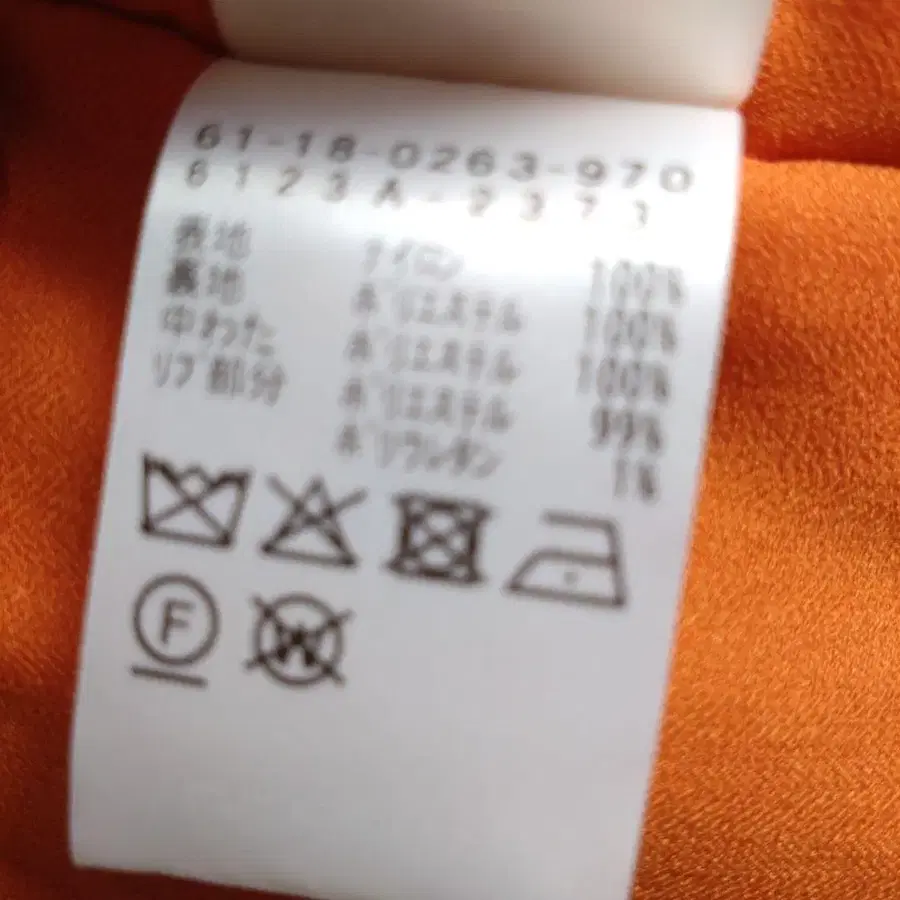 61-18-0263-970
6123A-2371
表地 ナイロン 100%
裏地 ポリエステル 100%
中わた ポリエステル 100%
リブ部分 ポリエステル 99%
ポリウレタン 1%
F W